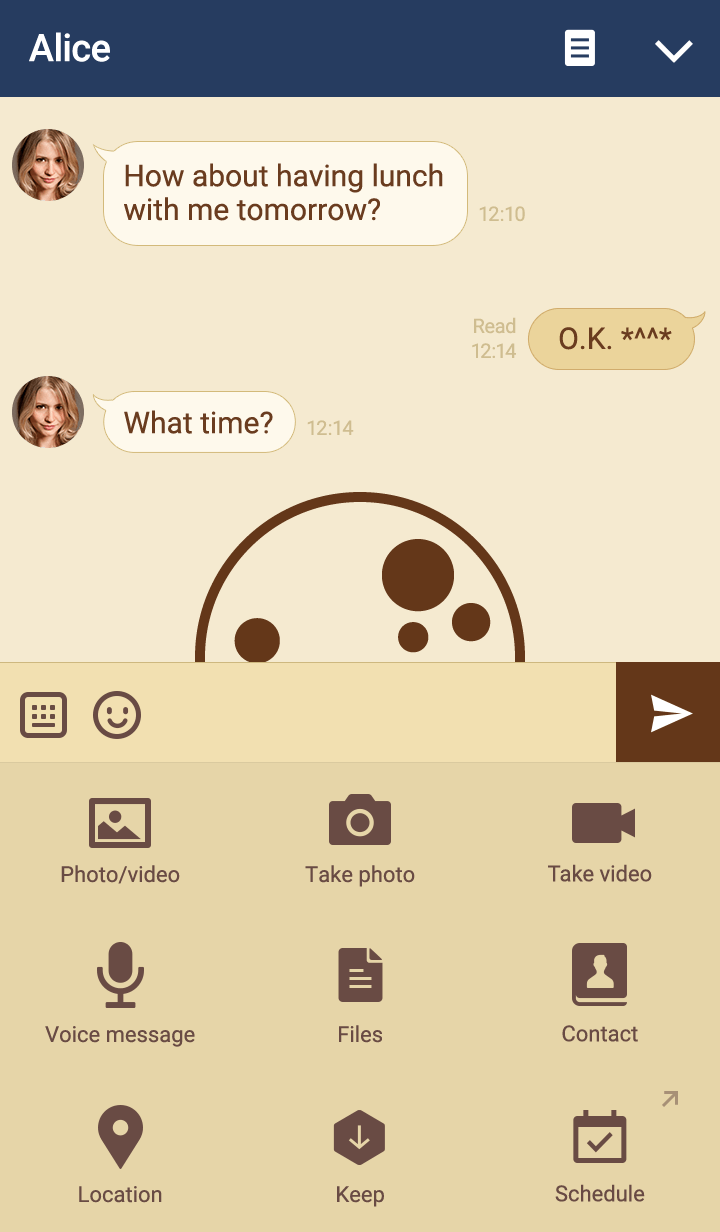 Alice
How about having lunch
with me tomorrow?
12:10
Read
12:14
O.K. *^^^*
What time?
12:14
Photo/video
Take photo
Take video
Voice message
Files
Contact
Location
Keep
Schedule